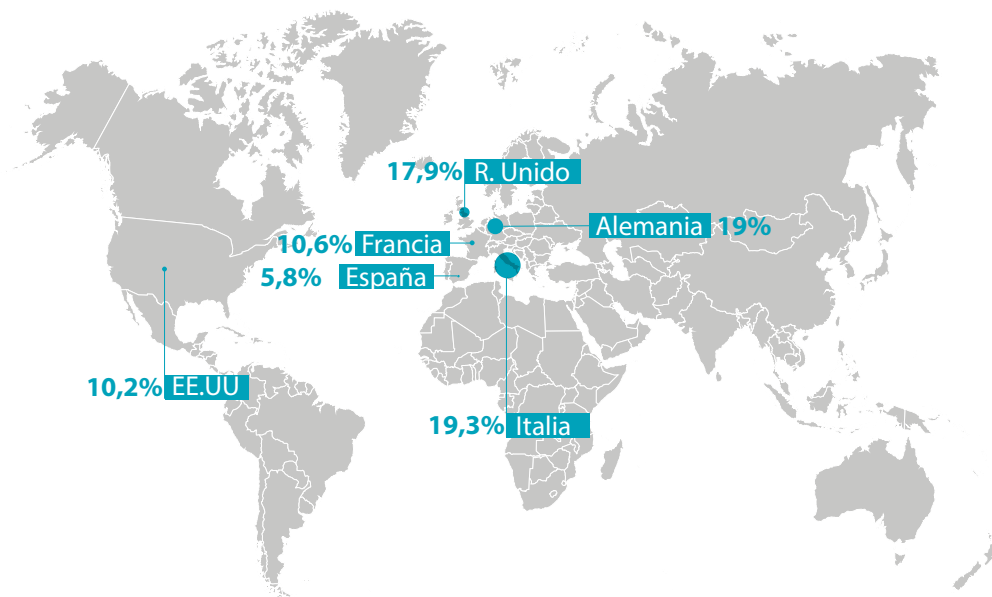 17,9% R. Unido
Alemania 19%
10,6% Francia
5,8% España
10,2% EE.UU
19,3% Italia